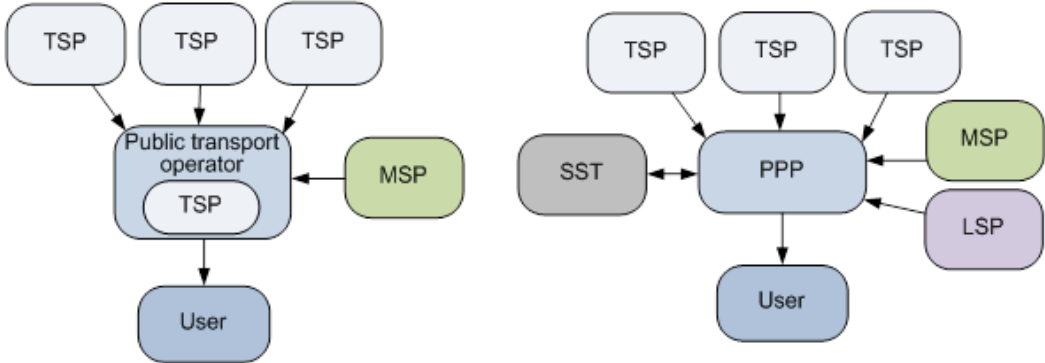 TSP
TSP
TSP
Public transport
operator
TSP
MSP
User
TSP
TSP
TSP
SST
PPP
MSP
LSP
User